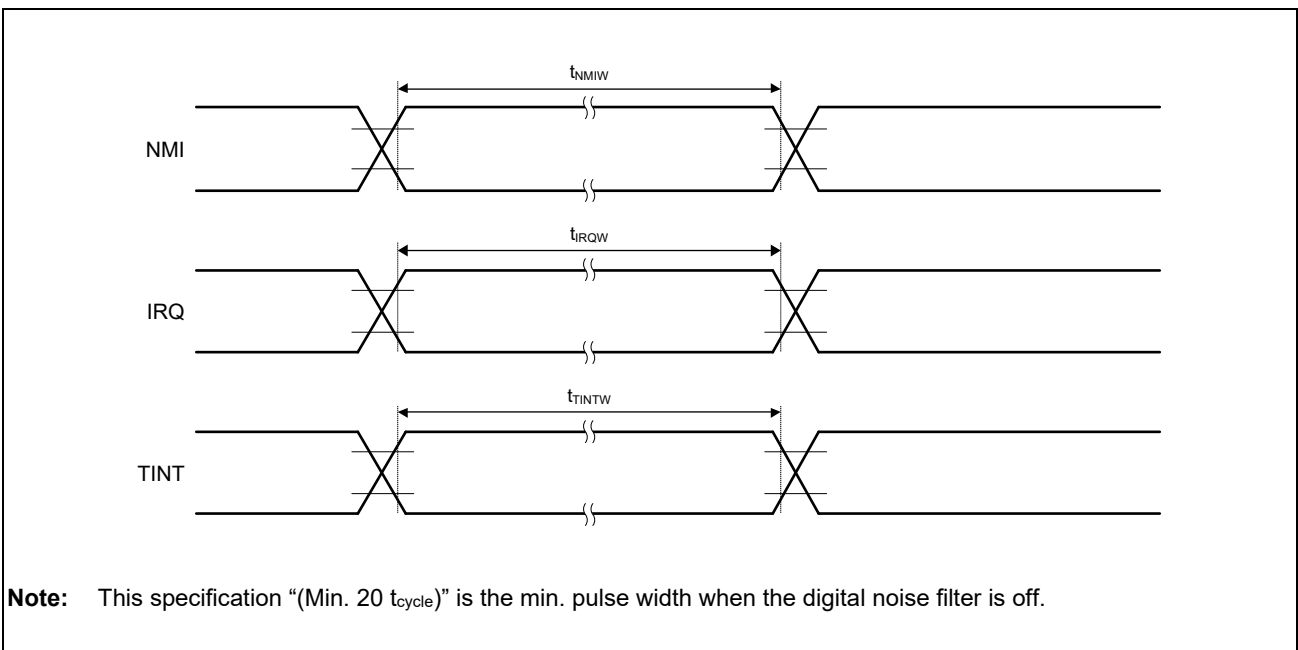 tNMIW
NMI
tIRQW
IRQ
tTINTW
TINT
Note: This specification “(Min. 20 tcycle)” is the min. pulse width when the digital noise filter is off.